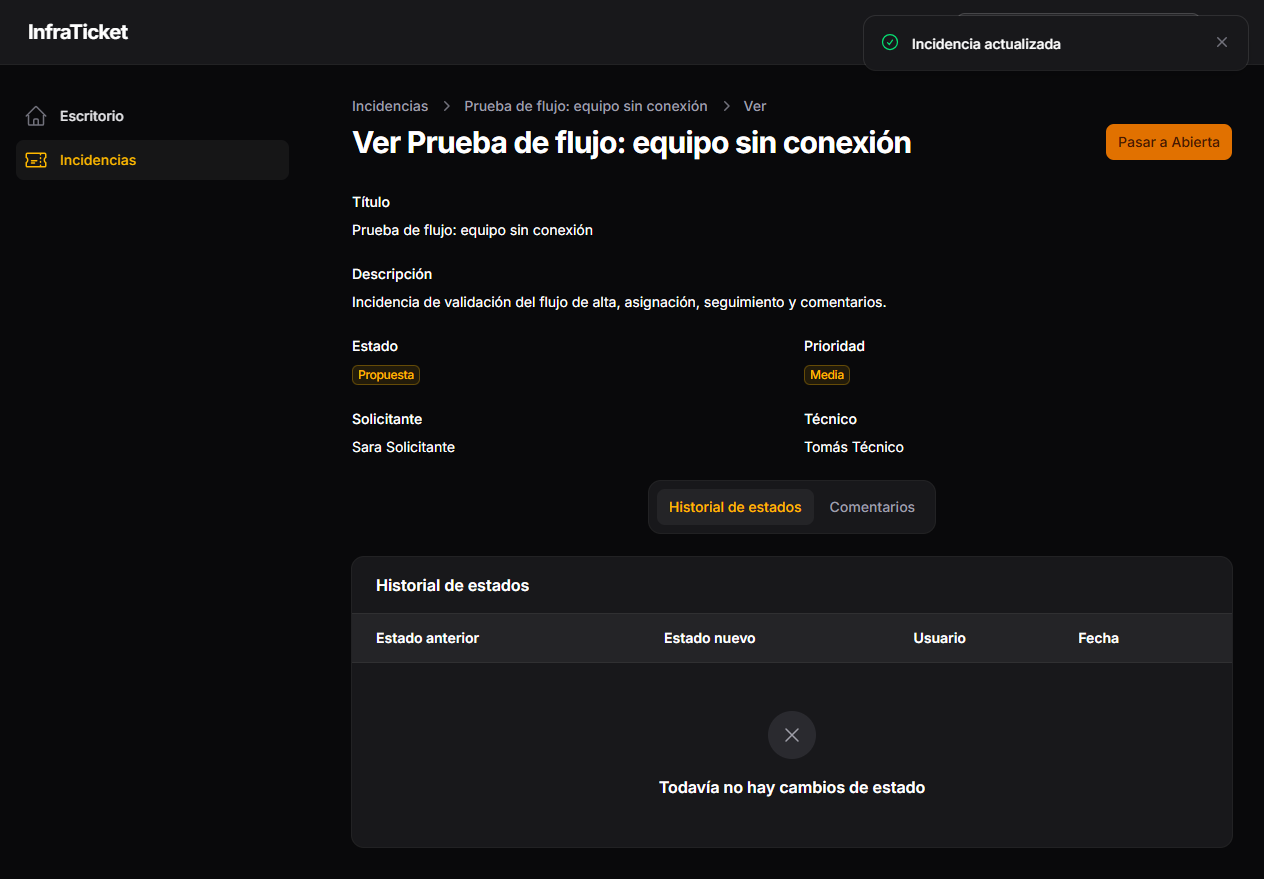 InfraTicket
Incidencia actualizada
Escritorio
Incidencias
Incidencias > Prueba de flujo: equipo sin conexión > Ver
Ver Prueba de flujo: equipo sin conexión
Pasar a Abierta
Título
Prueba de flujo: equipo sin conexión
Descripción
Incidencia de validación del flujo de alta, asignación, seguimiento y comentarios.
Estado Prioridad
Propuesta Media
Solicitante Técnico
Sara Solicitante Tomás Técnico
Historial de estados Comentarios
Historial de estados
Estado anterior Estado nuevo Usuario Fecha
Todavía no hay cambios de estado